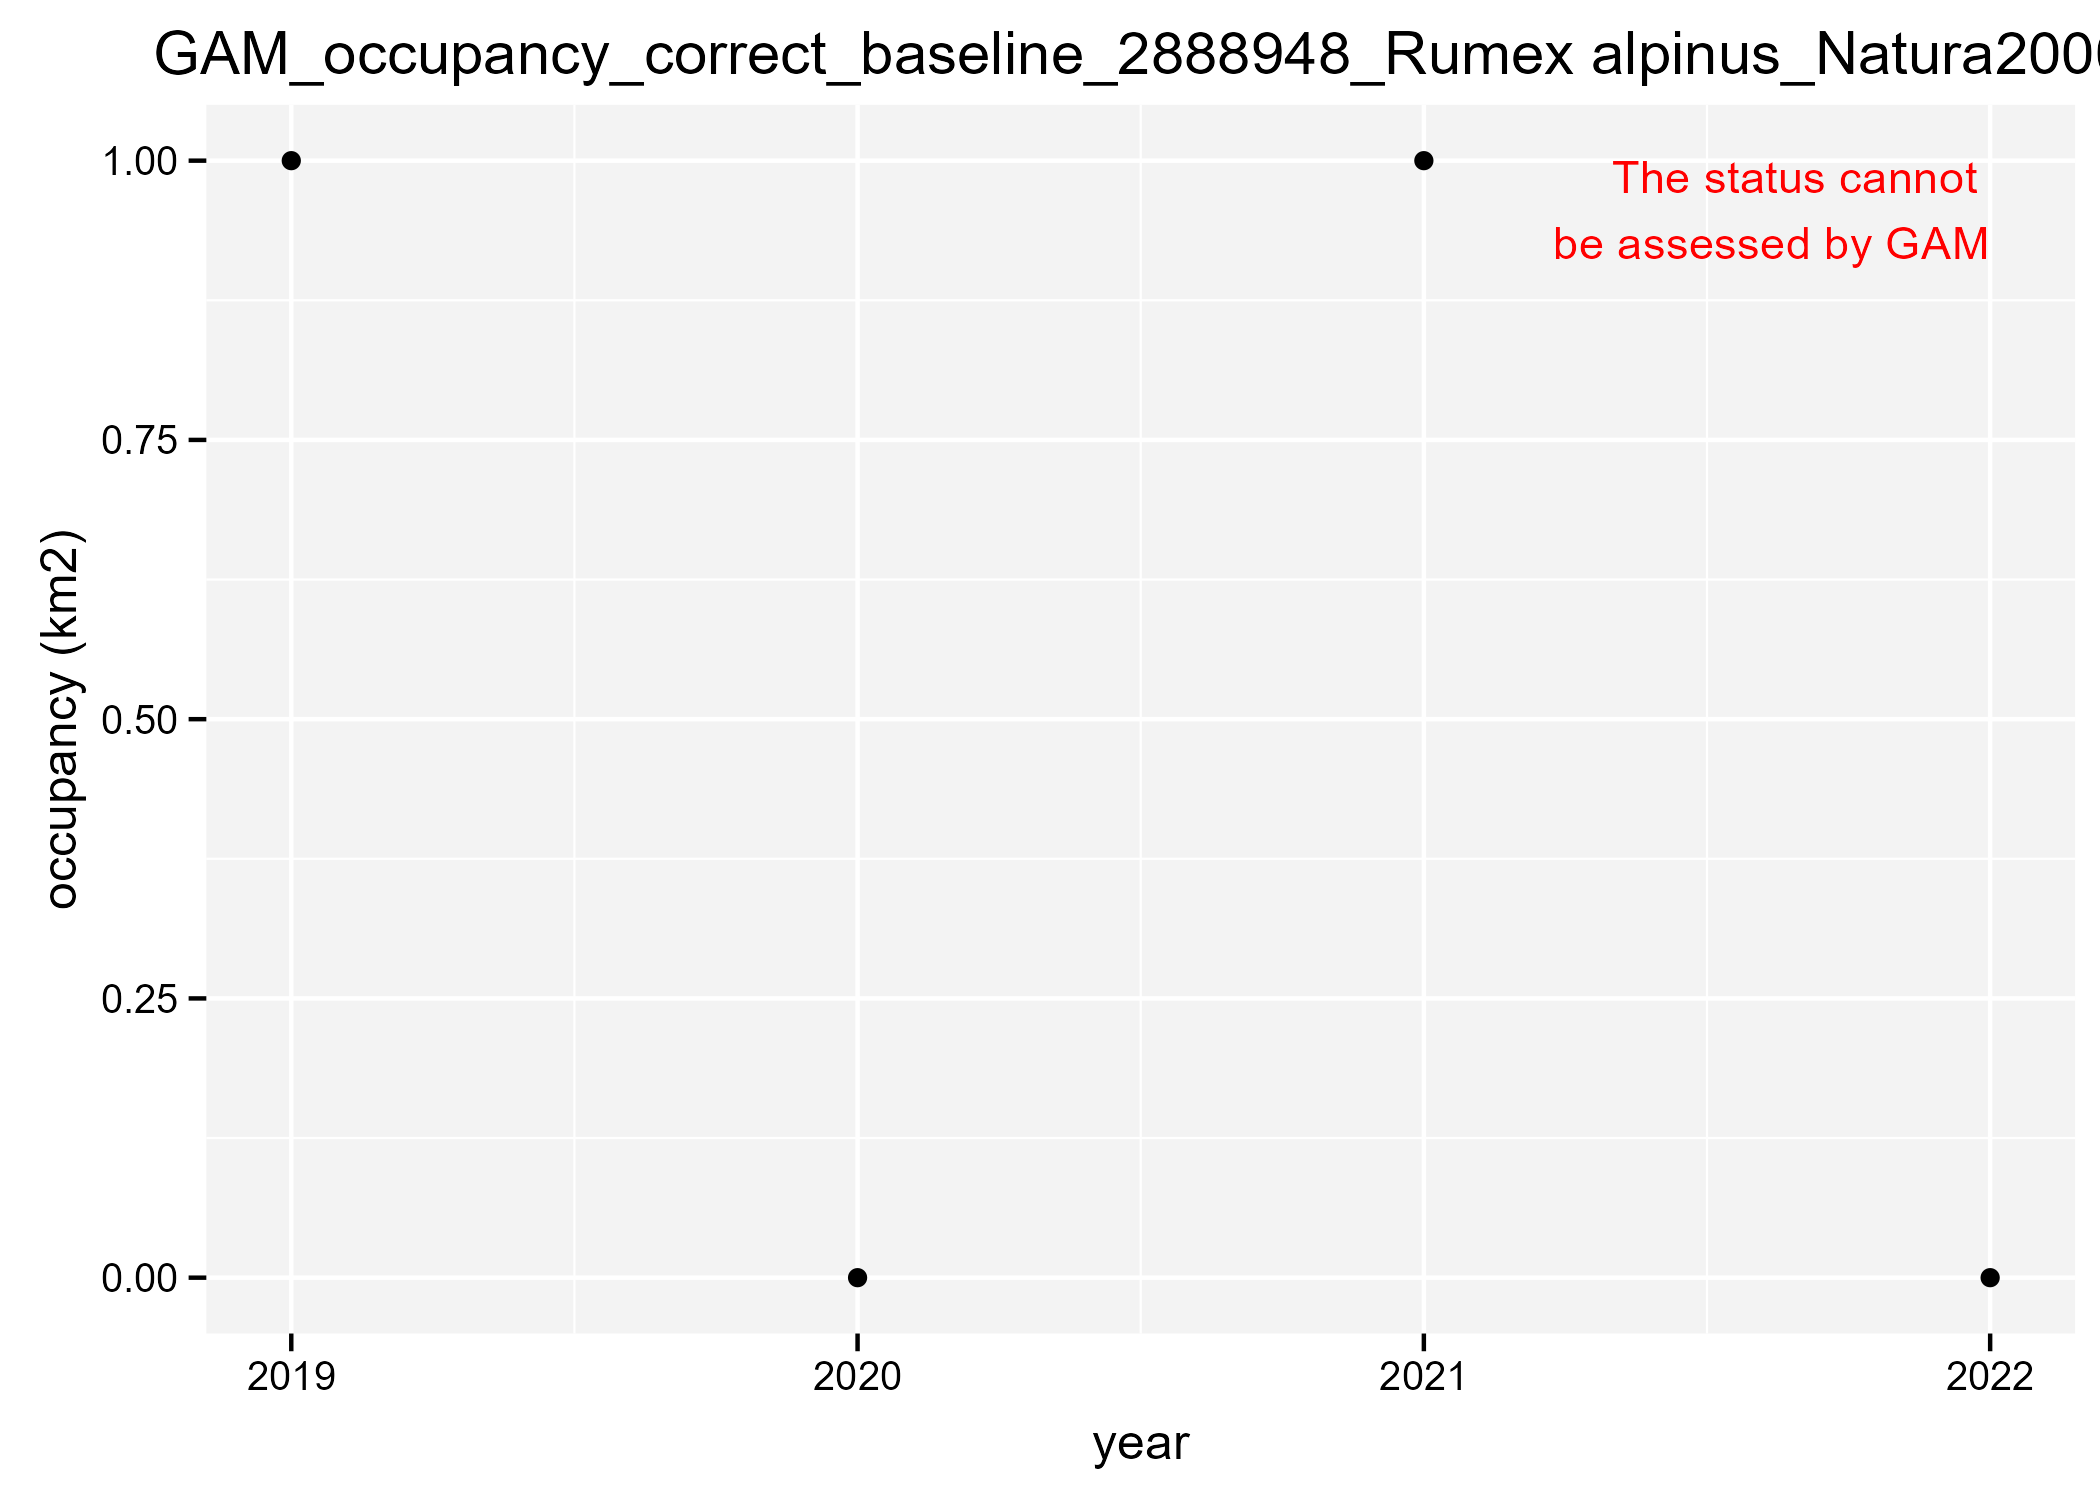 GAM_occupancy_correct_baseline_2888948_Rumex alpinus_Natura200
The status cannot
be assessed by GAM
1.00
0.75
0.50
0.25
0.00
occupancy (km2)
2019
2020
2021
2022
year